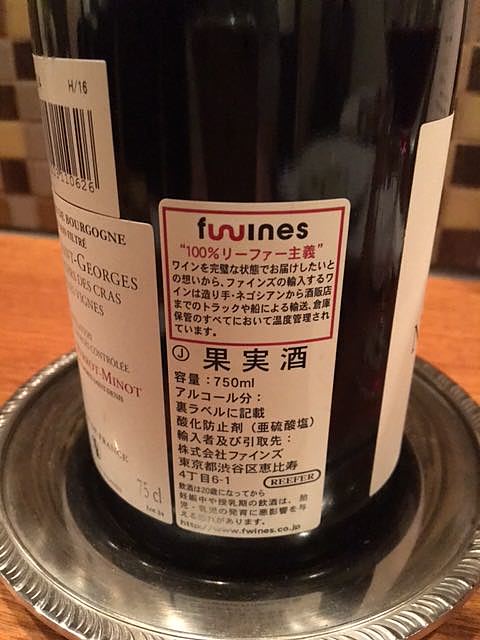 H/16
110626
DE BOURGOGNE
FILTRÉ
-GEORGES
DES CRAS
VIGNES
CONTRÔLÉE
-MINOT
FRANCE
75 cl
fwines
"100%リーファー主義"
ワインを完璧な状態でお届けしたいと
の想いから、ファインズの輸入するワ
インは造り手・ネゴシアンから酒販店
までのトラックや船による輸送、倉庫
保管のすべてにおいて温度管理され
ています。
Ⓙ 果実酒
容量：750ml
アルコール分：
裏ラベルに記載
酸化防止剤（亜硫酸塩）
輸入者及び引取先：
株式会社ファインズ
東京都渋谷区恵比寿
4丁目6-1 REEFER
飲酒は20歳になってから
妊娠中や授乳期の飲酒は、胎
児・乳児の発育に悪影響を与
える恐れがあります。
http://www.fwines.co.jp